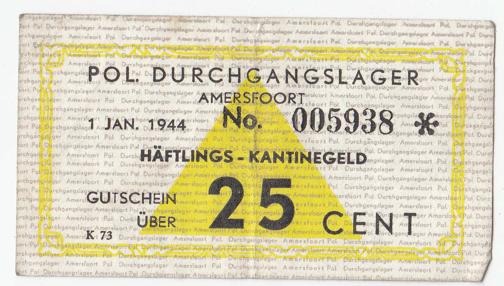 POL. DURCHGANGSLAGER
AMERSFOORT
1 JAN. 1944 No. 005938 *
HÄFTLINGS - KANTINEGELD
GUTSCHEIN
ÜBER 25 CENT
K 73